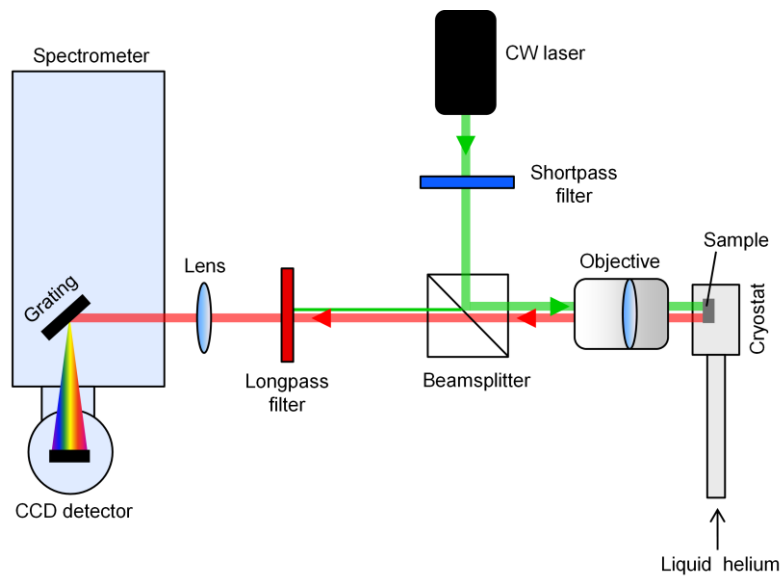 Spectrometer
CW laser
Shortpass
filter
Sample
Objective
Lens
Grating
Cryostat
Longpass
filter
Beamsplitter
CCD detector
Liquid helium